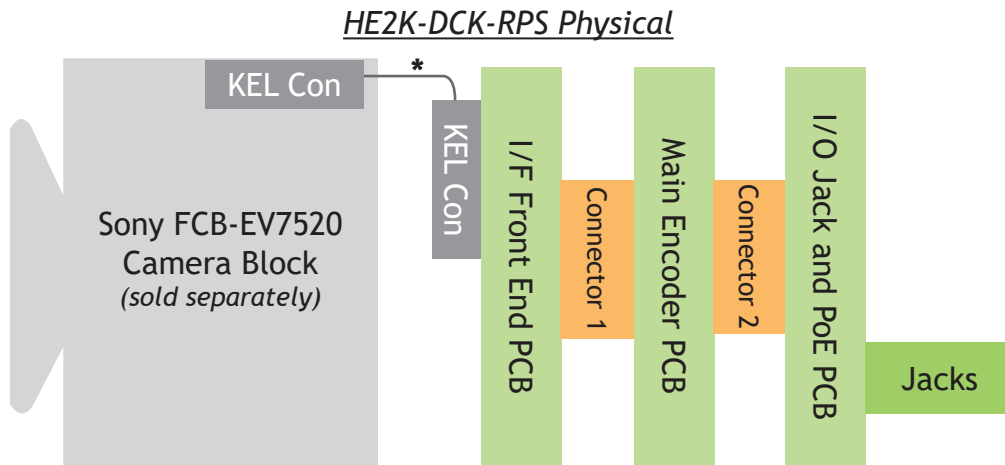 HE2K-DCK-RPS Physical
KEL Con
*
KEL Con
Sony FCB-EV7520
Camera Block
(sold separately)
I/F Front End PCB
Connector 1
Main Encoder PCB
Connector 2
I/O Jack and PoE PCB
Jacks